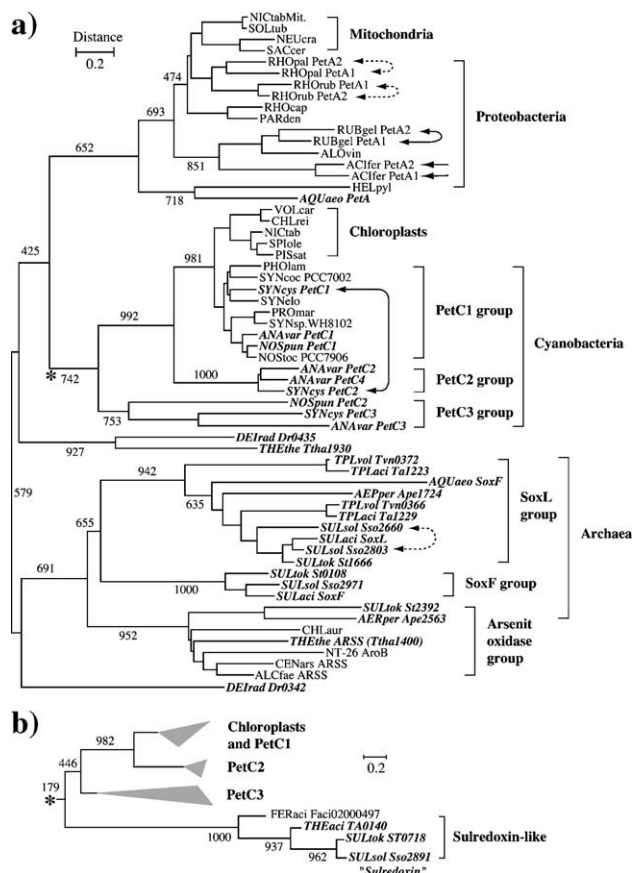 a)
Distance
0.2
NICtabMit.
SOLtub
NEUcra
SACcer
Mitochondria
474
RHOpal PetA2
RHOpal PetA1
RHOrub PetA1
RHOrub PetA2
693
RHOcap
PARden
Proteobacteria
652
RUBgel PetA2
RUBgel PetA1
ALOvin
851
ACIfer PetA2
ACIfer PetA1
HELpyl
718
AQUaeo PetA
VOLcar
CHLrei
NICtab
SPIole
PISsat
Chloroplasts
425
981
PHOlam
SYNcoc PCC7002
SYNcys PetC1
SYNelo
PROmar
SYNsp.WH8102
ANAvar PetC1
NOSpun PetC1
NOStoc PCC7906
PetC1 group
992
Cyanobacteria
ANAvar PetC2
ANAvar PetC4
SYNcys PetC2
1000
PetC2 group
*
742
NOSpun PetC2
SYNcys PetC3
ANAvar PetC3
753
PetC3 group
DEIrad Dr0435
THEthe Ttha1930
927
579
TPLvol Tvn0372
TPLaci Ta1223
942
AQUaeo SoxF
635
AEPper Ape1724
TPLvol Tvn0366
TPLaci Ta1229
SULsol Sso2660
SULaci SoxL
SULsol Sso2803
SULtok St1666
SoxL group
Archaea
655
SULtok St0108
SULsol Sso2971
SULaci SoxF
1000
SoxF group
691
SULtok St2392
AERper Ape2563
952
CHLaur
THEthe ARSS (Ttha1400)
NT-26 AroB
CENars ARSS
ALCfae ARSS
Arsenit oxidase group
DEIrad Dr0342
b)
Chloroplasts
and PetC1
982
0.2
446
PetC2
179
*
PetC3
FERaci Faci02000497
THEaci TA0140
1000
SULtok ST0718
937
Sulredoxin-like
962
SULsol Sso2891
"Sulredoxin"